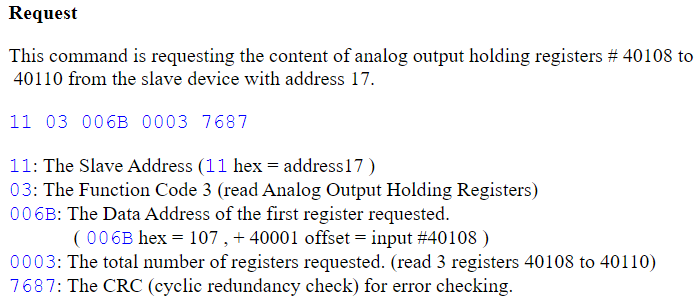 Request
This command is requesting the content of analog output holding registers # 40108 to
40110 from the slave device with address 17.
11 03 006B 0003 7687
11: The Slave Address (11 hex = address17 )
03: The Function Code 3 (read Analog Output Holding Registers)
006B: The Data Address of the first register requested.
( 006B hex = 107 , + 40001 offset = input #40108 )
0003: The total number of registers requested. (read 3 registers 40108 to 40110)
7687: The CRC (cyclic redundancy check) for error checking.